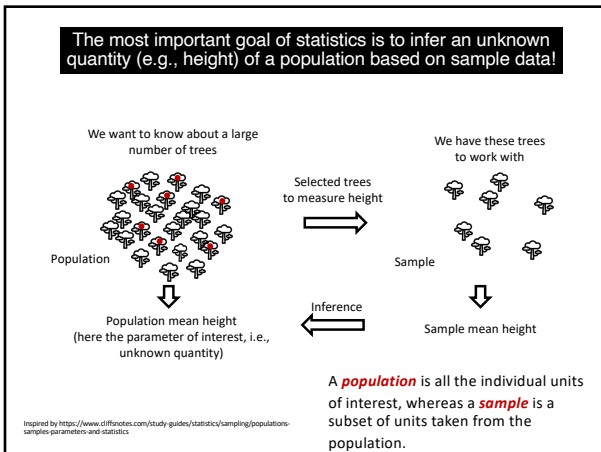 The most important goal of statistics is to infer an unknown
quantity (e.g., height) of a population based on sample data!
We want to know about a large
number of trees
We have these trees
to work with
Selected trees
to measure height
Population
Sample
Inference
Population mean height
(here the parameter of interest, i.e.,
unknown quantity)
Sample mean height
A population is all the individual units
of interest, whereas a sample is a
subset of units taken from the
population.
Inspired by https://www.cliffsnotes.com/study-guides/statistics/sampling/populations-
samples-parameters-and-statistics